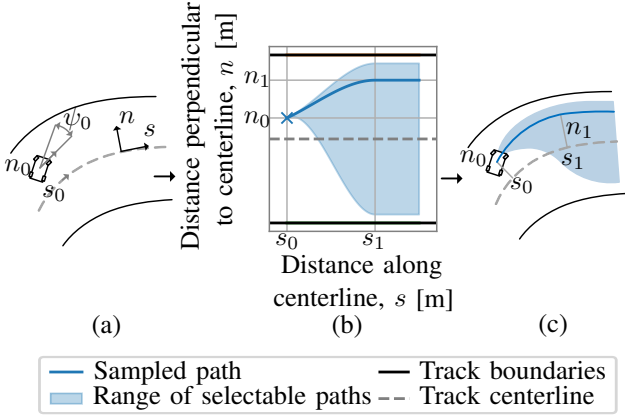 ψ₀
n
s
n₀
s₀
(a)
Distance perpendicular
to centerline, n [m]
n₁
n₀
s₀
s₁
Distance along
centerline, s [m]
(b)
n₀
s₀
n₁
s₁
(c)
Sampled path
Range of selectable paths
Track boundaries
Track centerline